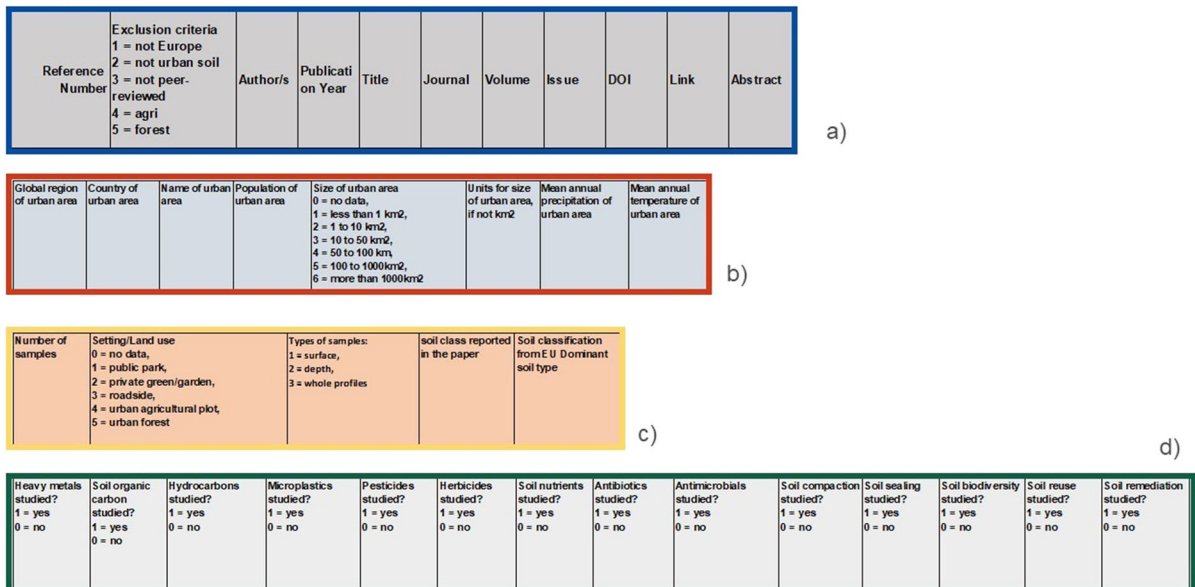 Reference
Number
Exclusion criteria
1 = not Europe
2 = not urban soil
3 = not peer-
reviewed
4 = agri
5 = forest
Author/s
Publicati
on Year
Title
Journal
Volume
Issue
DOI
Link
Abstract
a)
Global region
of urban area
Country of
urban area
Name of urban
area
Population of
urban area
Size of urban area
0 = no data,
1 = less than 1 km2,
2 = 1 to 10 km2,
3 = 10 to 50 km2,
4 = 50 to 100 km,
5 = 100 to 1000km2,
6 = more than 1000km2
Units for size
of urban area,
if not km2
Mean annual
precipitation of
urban area
Mean annual
temperature of
urban area
b)
Number of
samples
Setting/Land use
0 = no data,
1 = public park,
2 = private green/garden,
3 = roadside,
4 = urban agricultural plot,
5 = urban forest
Types of samples:
1 = surface,
2 = depth,
3 = whole profiles
soil class reported
in the paper
Soil classification
from EU Dominant
soil type
c)
d)
Heavy metals
studied?
1 = yes
0 = no
Soil organic
carbon
studied?
1 = yes
0 = no
Hydrocarbons
studied?
1 = yes
0 = no
Microplastics
studied?
1 = yes
0 = no
Pesticides
studied?
1 = yes
0 = no
Herbicides
studied?
1 = yes
0 = no
Soil nutrients
studied?
1 = yes
0 = no
Antibiotics
studied?
1 = yes
0 = no
Antimicrobials
studied?
1 = yes
0 = no
Soil compaction
studied?
1 = yes
0 = no
Soil sealing
studied?
1 = yes
0 = no
Soil biodiversity
studied?
1 = yes
0 = no
Soil reuse
studied?
1 = yes
0 = no
Soil remediation
studied?
1 = yes
0 = no